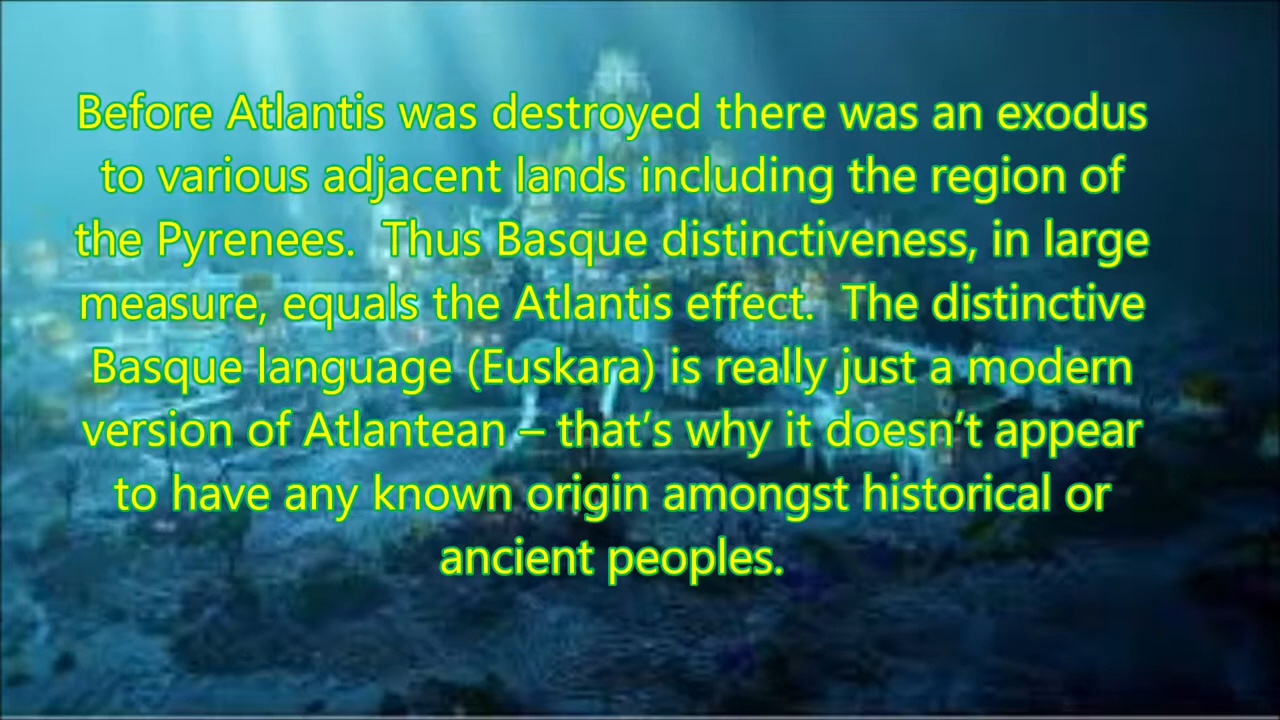 Before Atlantis was destroyed there was an exodus
to various adjacent lands including the region of
the Pyrenees.  Thus Basque distinctiveness, in large
measure, equals the Atlantis effect.  The distinctive
Basque language (Euskara) is really just a modern
version of Atlantean – that’s why it doesn’t appear
to have any known origin amongst historical or
ancient peoples.